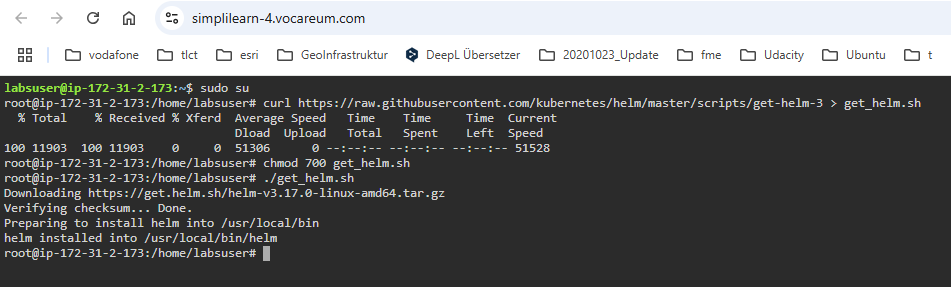 simplilearn-4.vocareum.com
vodafone tlct esri GeoInfrastruktur DeepL Übersetzer 20201023_Update fme Udacity Ubuntu t
labsuser@ip-172-31-2-173:~$ sudo su
root@ip-172-31-2-173:/home/labsuser# curl https://raw.githubusercontent.com/kubernetes/helm/master/scripts/get-helm-3 > get_helm.sh
% Total % Received % Xferd Average Speed Time Time Time Current
Dload Upload Total Spent Left Speed
100 11903 100 11903 0 0 51306 0 --:--:-- --:--:-- --:--:-- 51528
root@ip-172-31-2-173:/home/labsuser# chmod 700 get_helm.sh
root@ip-172-31-2-173:/home/labsuser# ./get_helm.sh
Downloading https://get.helm.sh/helm-v3.17.0-linux-amd64.tar.gz
Verifying checksum... Done.
Preparing to install helm into /usr/local/bin
helm installed into /usr/local/bin/helm
root@ip-172-31-2-173:/home/labsuser#